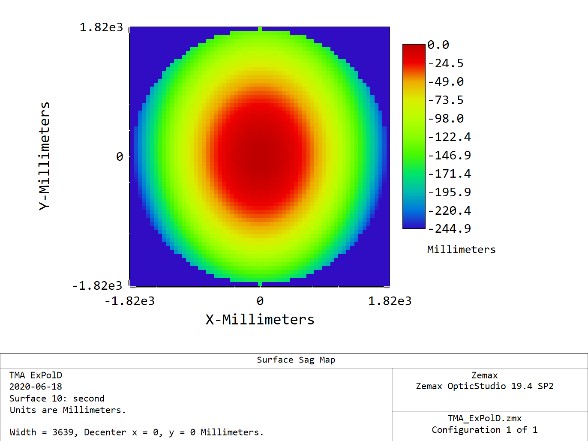 1.82e3
0
-1.82e3
Y-Millimeters
-1.82e3 0 1.82e3
X-Millimeters
0.0
-24.5
-49.0
-73.5
-98.0
-122.4
-146.9
-171.4
-195.9
-220.4
-244.9
Millimeters
Surface Sag Map
TMA ExPolD
2020-06-18
Surface 10: second
Units are Millimeters.
Width = 3639, Decenter x = 0, y = 0 Millimeters.
Zemax
Zemax OpticStudio 19.4 SP2
TMA_ExPolD.zmx
Configuration 1 of 1